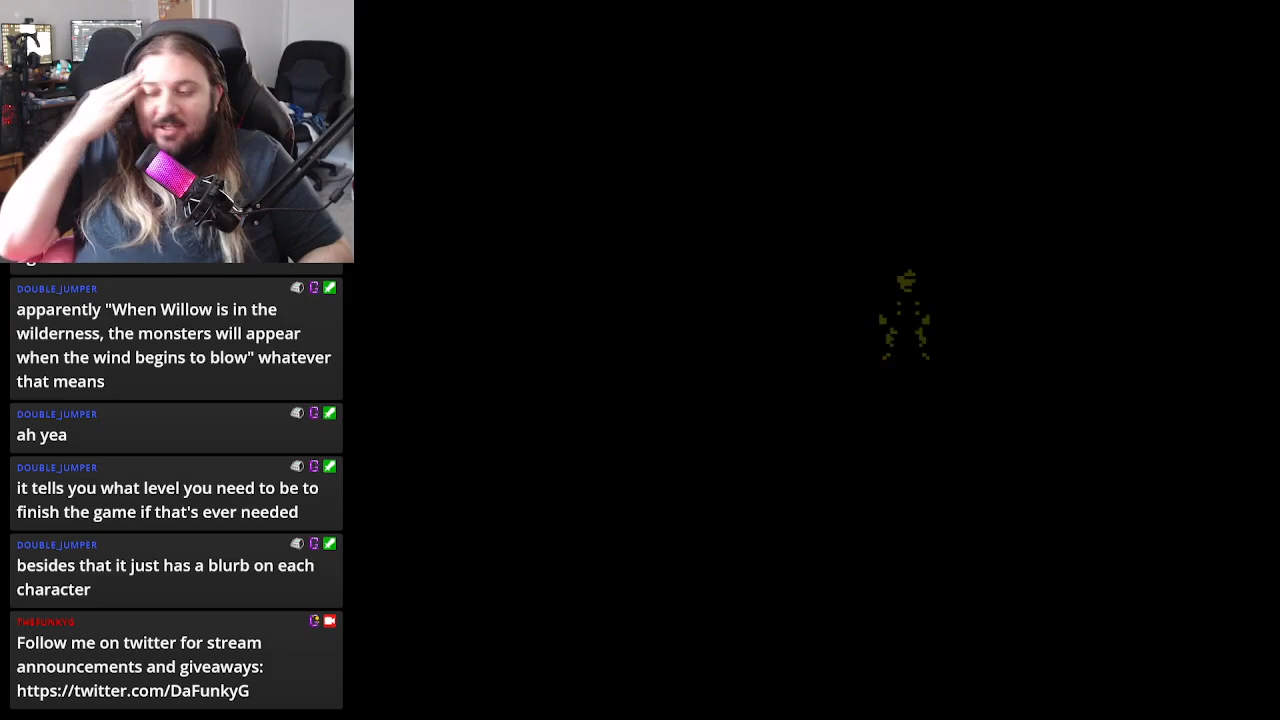 DOUBLE_JUMPER
apparently "When Willow is in the
wilderness, the monsters will appear
when the wind begins to blow" whatever
that means
DOUBLE_JUMPER
ah yea
DOUBLE_JUMPER
it tells you what level you need to be to
finish the game if that's ever needed
DOUBLE_JUMPER
besides that it just has a blurb on each
character
THEFUNKYG
Follow me on twitter for stream
announcements and giveaways:
https://twitter.com/DaFunkyG